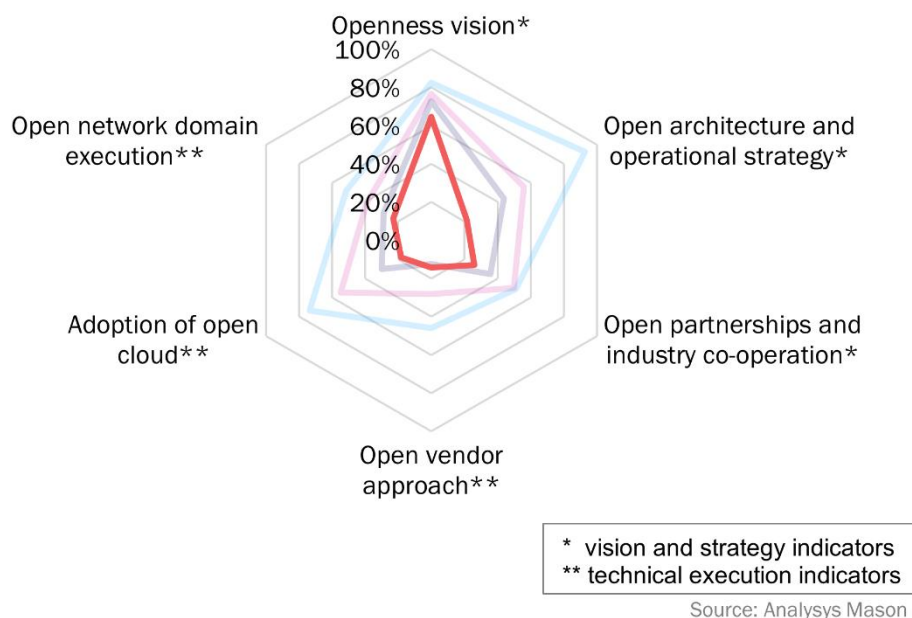 Openness vision*
100%
80%
60%
40%
20%
0%
Open network domain
execution**
Open architecture and
operational strategy*
Adoption of open
cloud**
Open partnerships and
industry co-operation*
Open vendor
approach**
* vision and strategy indicators
** technical execution indicators
Source: Analysys Mason